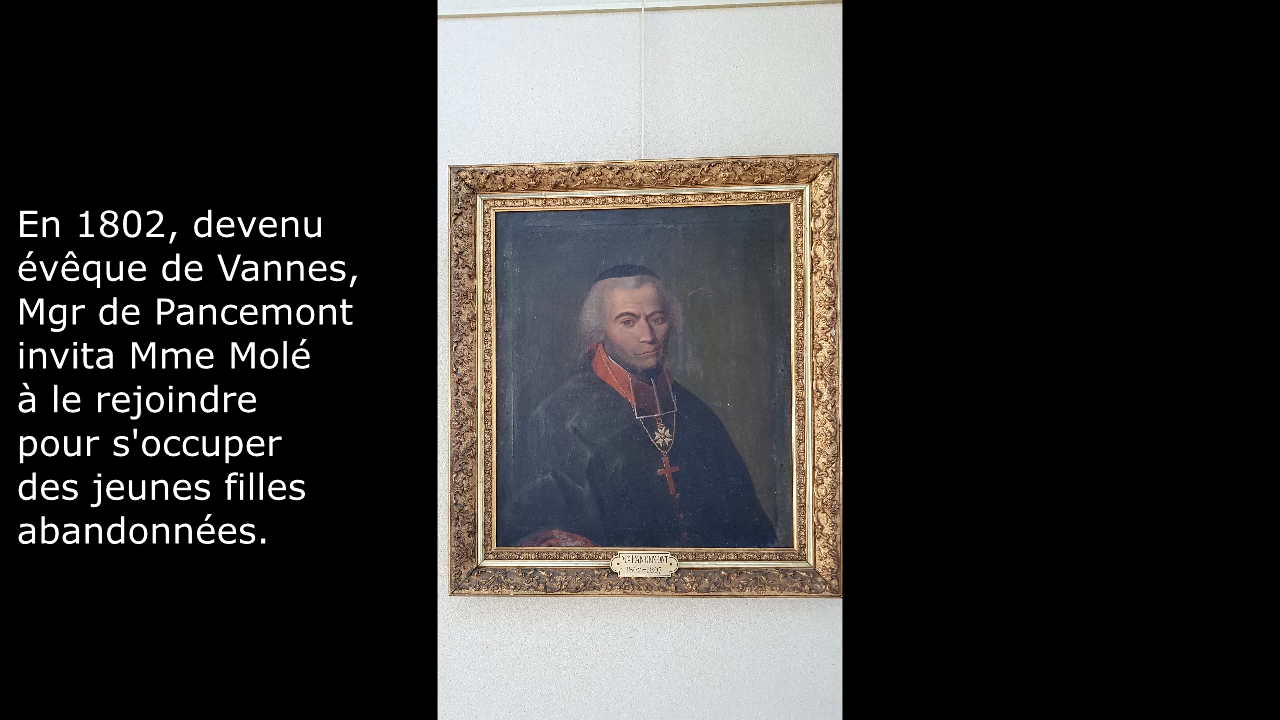 En 1802, devenu
évêque de Vannes,
Mgr de Pancemont
invita Mme Molé
à le rejoindre
pour s'occuper
des jeunes filles
abandonnées.
PANCEMONT